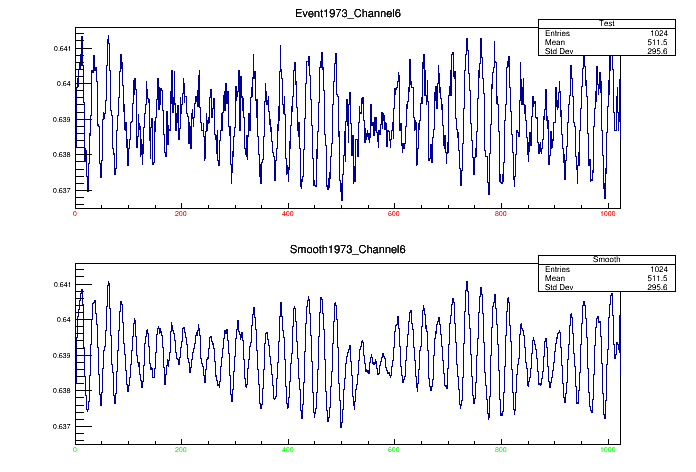 Event1973_Channel6
Test
Entries 1024
Mean 511.5
Std Dev 295.6
0.641
0.64
0.639
0.638
0.637
0 200 400 600 800 1000
Smooth1973_Channel6
Smooth
Entries 1024
Mean 511.5
Std Dev 295.6
0.641
0.64
0.639
0.638
0.637
0 200 400 600 800 1000